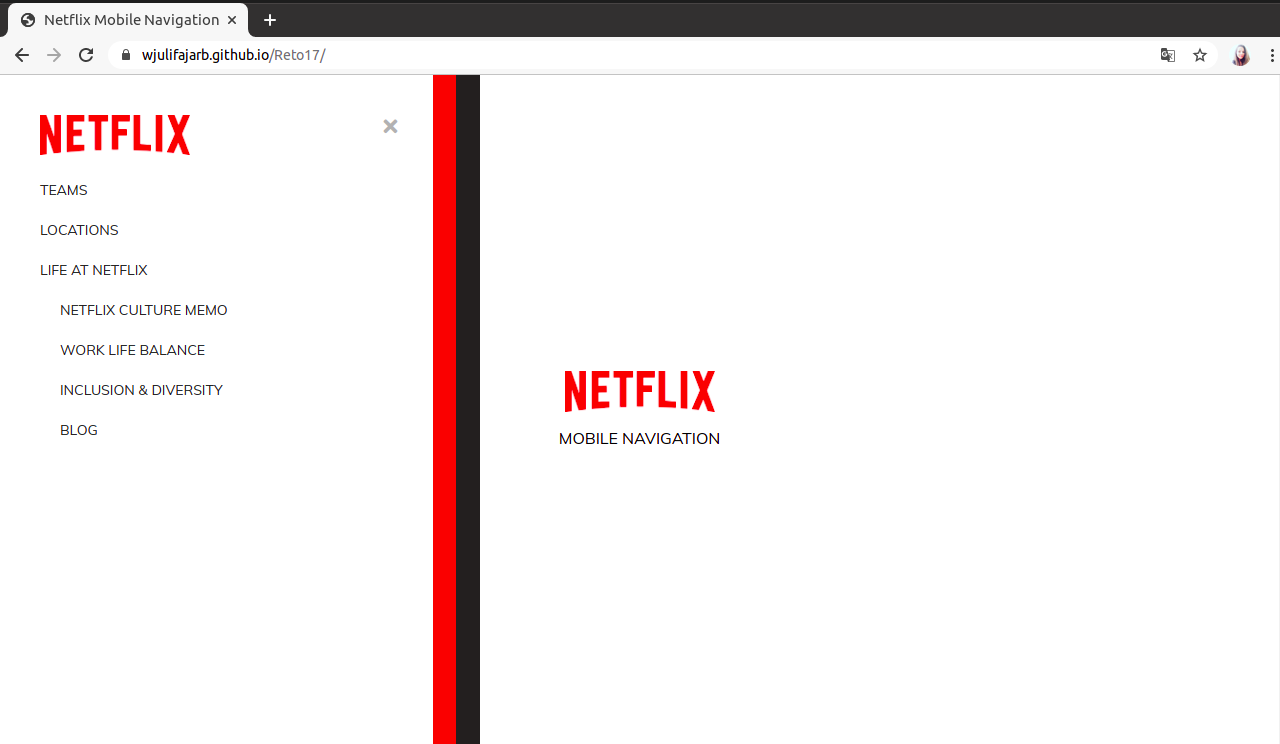 Netflix Mobile Navigation
wjulifajarb.github.io/Reto17/
NETFLIX
TEAMS
LOCATIONS
LIFE AT NETFLIX
NETFLIX CULTURE MEMO
WORK LIFE BALANCE
INCLUSION & DIVERSITY
BLOG
NETFLIX
MOBILE NAVIGATION